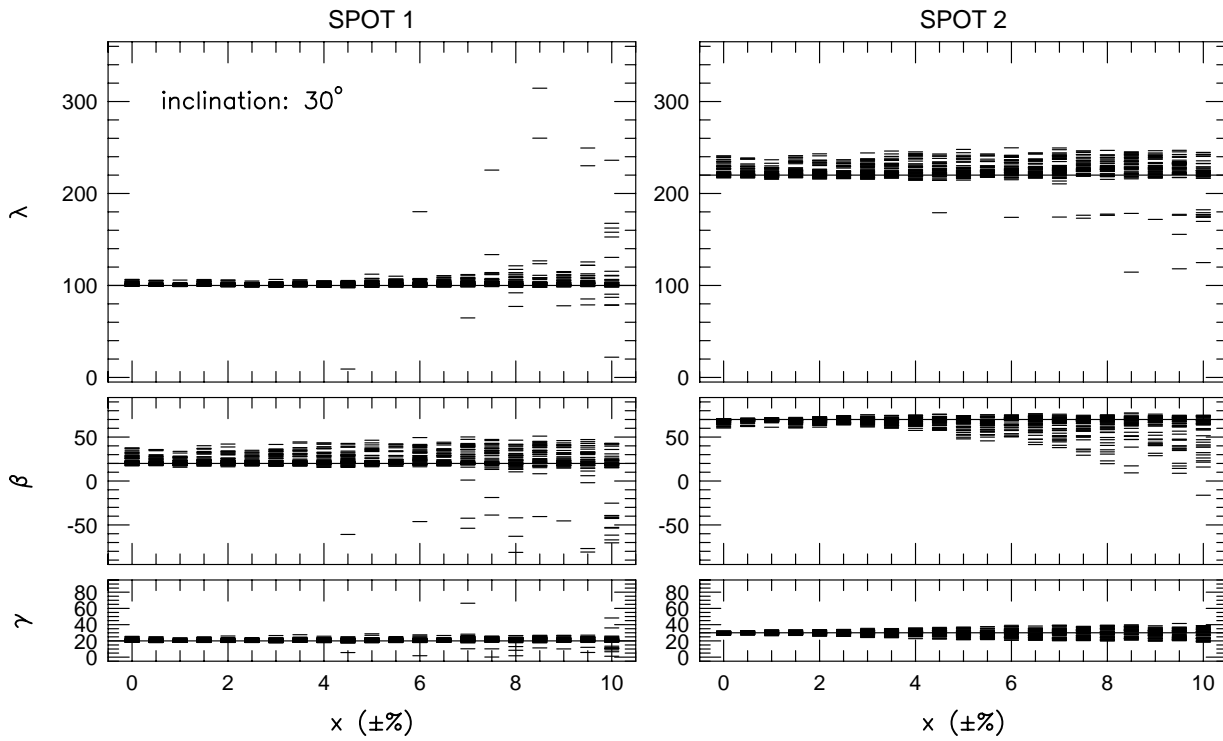 SPOT 1 SPOT 2
inclination: 30°
λ
300 300
200 200
100 100
0 0
β
50 50
0 0
-50 -50
γ
80 80
60 60
40 40
20 20
0 0
0 2 4 6 8 10 0 2 4 6 8 10
x (±%) x (±%)